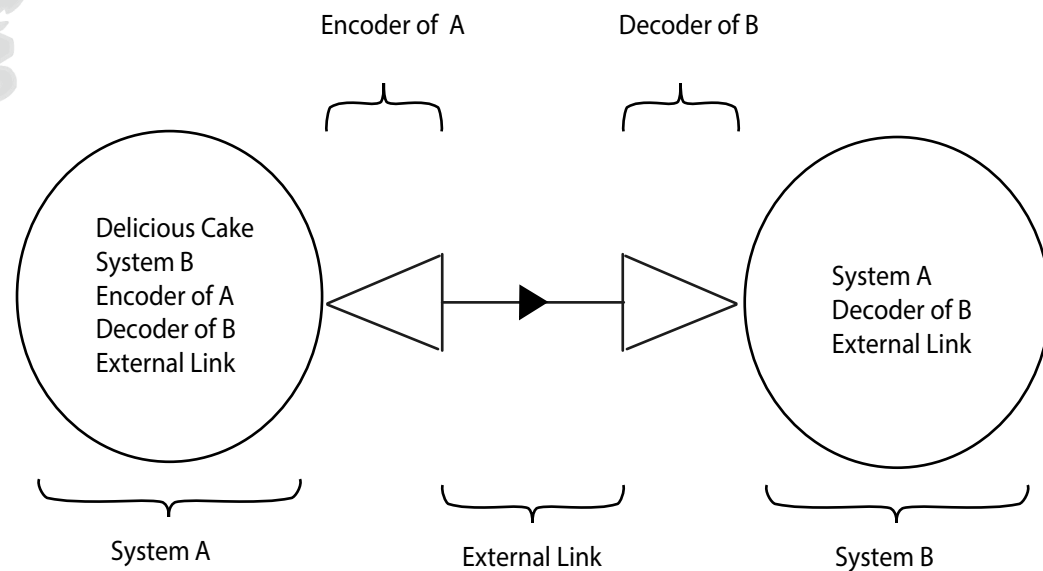 Encoder of A
Decoder of B
Delicious Cake
System B
Encoder of A
Decoder of B
External Link
System A
Decoder of B
External Link
System A
External Link
System B